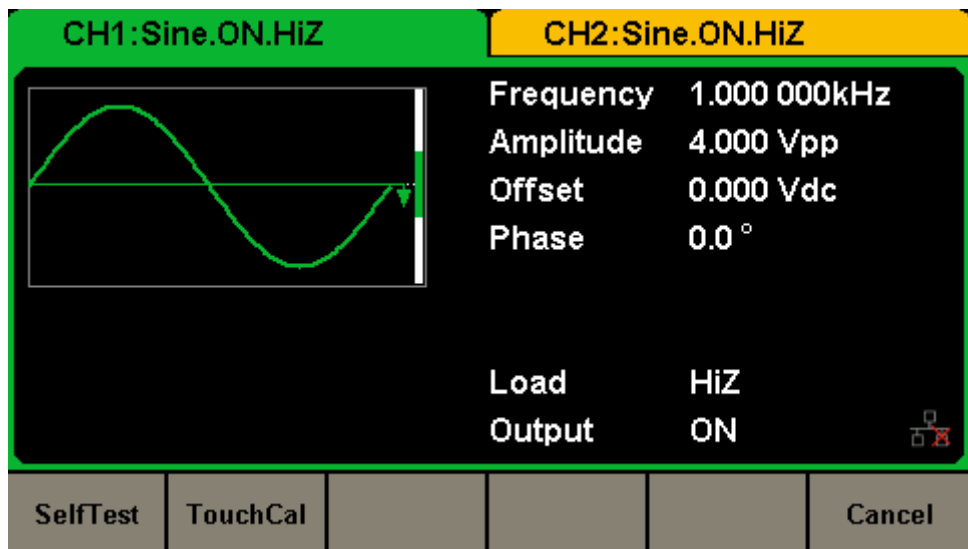 CH1:Sine.ON.HiZ CH2:Sine.ON.HiZ
Frequency 1.000 000kHz
Amplitude 4.000 Vpp
Offset 0.000 Vdc
Phase 0.0 °
Load HiZ
Output ON
SelfTest TouchCal Cancel